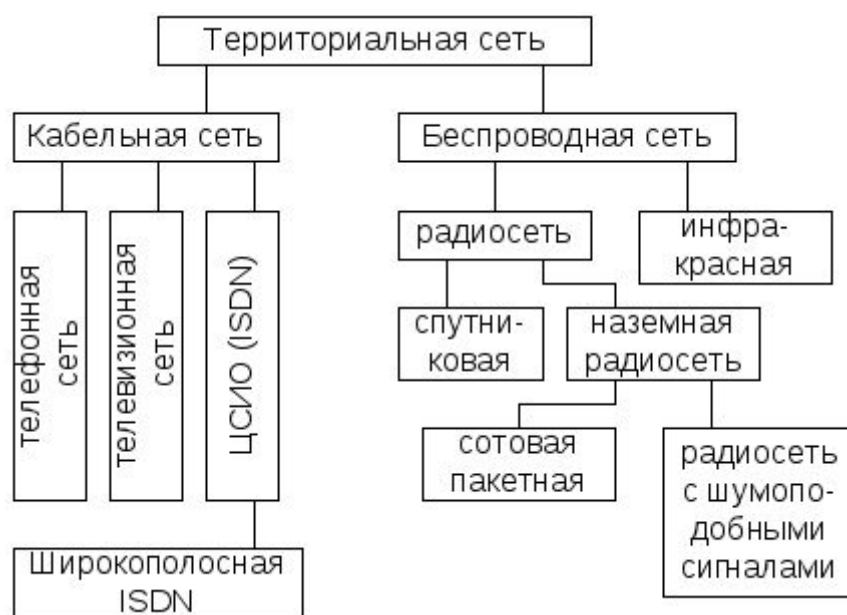 Территориальная сеть
Кабельная сеть
Беспроводная сеть
телефонная
сеть
телевизионная
сеть
ЦСИО (ISDN)
радиосеть
инфра-
красная
спутни-
ковая
наземная
радиосеть
сотовая
пакетная
радиосеть
с шумопо-
добными
сигналами
Широкополосная
ISDN